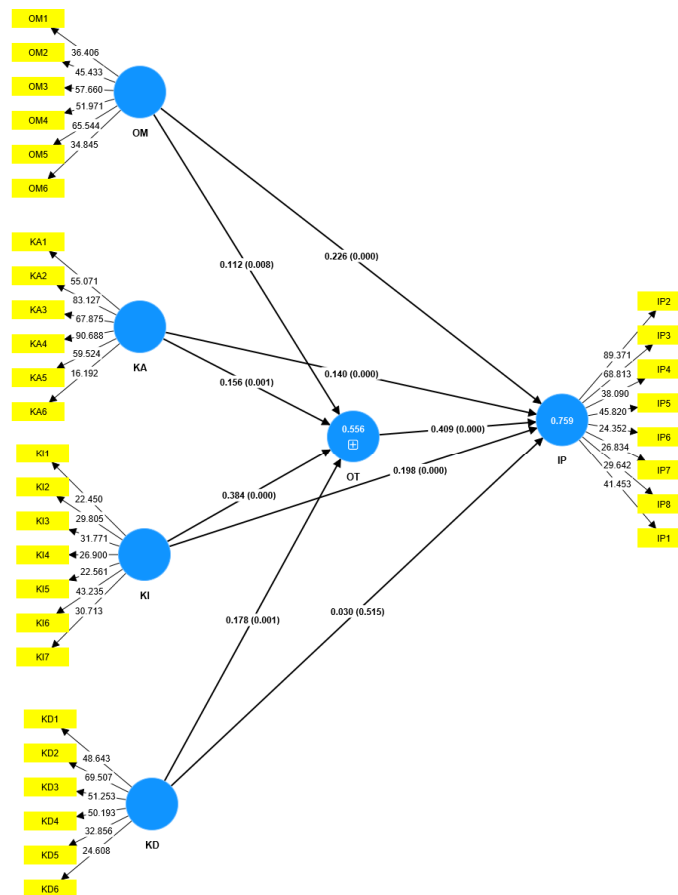 OM1
OM2
OM3
OM4
OM5
OM6
36.406
45.433
57.660
51.971
65.544
34.845
OM
KA1
KA2
KA3
KA4
KA5
KA6
55.071
83.127
67.875
90.688
59.524
16.192
KA
KI1
KI2
KI3
KI4
KI5
KI6
KI7
22.450
29.805
31.771
26.900
22.561
43.235
30.713
KI
KD1
KD2
KD3
KD4
KD5
KD6
48.643
69.507
51.253
50.193
32.856
24.608
KD
0.112 (0.008)
0.226 (0.000)
0.156 (0.001)
0.140 (0.000)
0.384 (0.000)
0.198 (0.000)
0.178 (0.001)
0.030 (0.515)
0.556
OT
0.409 (0.000)
0.759
IP
89.371
68.813
38.090
45.820
24.352
26.834
29.642
41.453
IP2
IP3
IP4
IP5
IP6
IP7
IP8
IP1